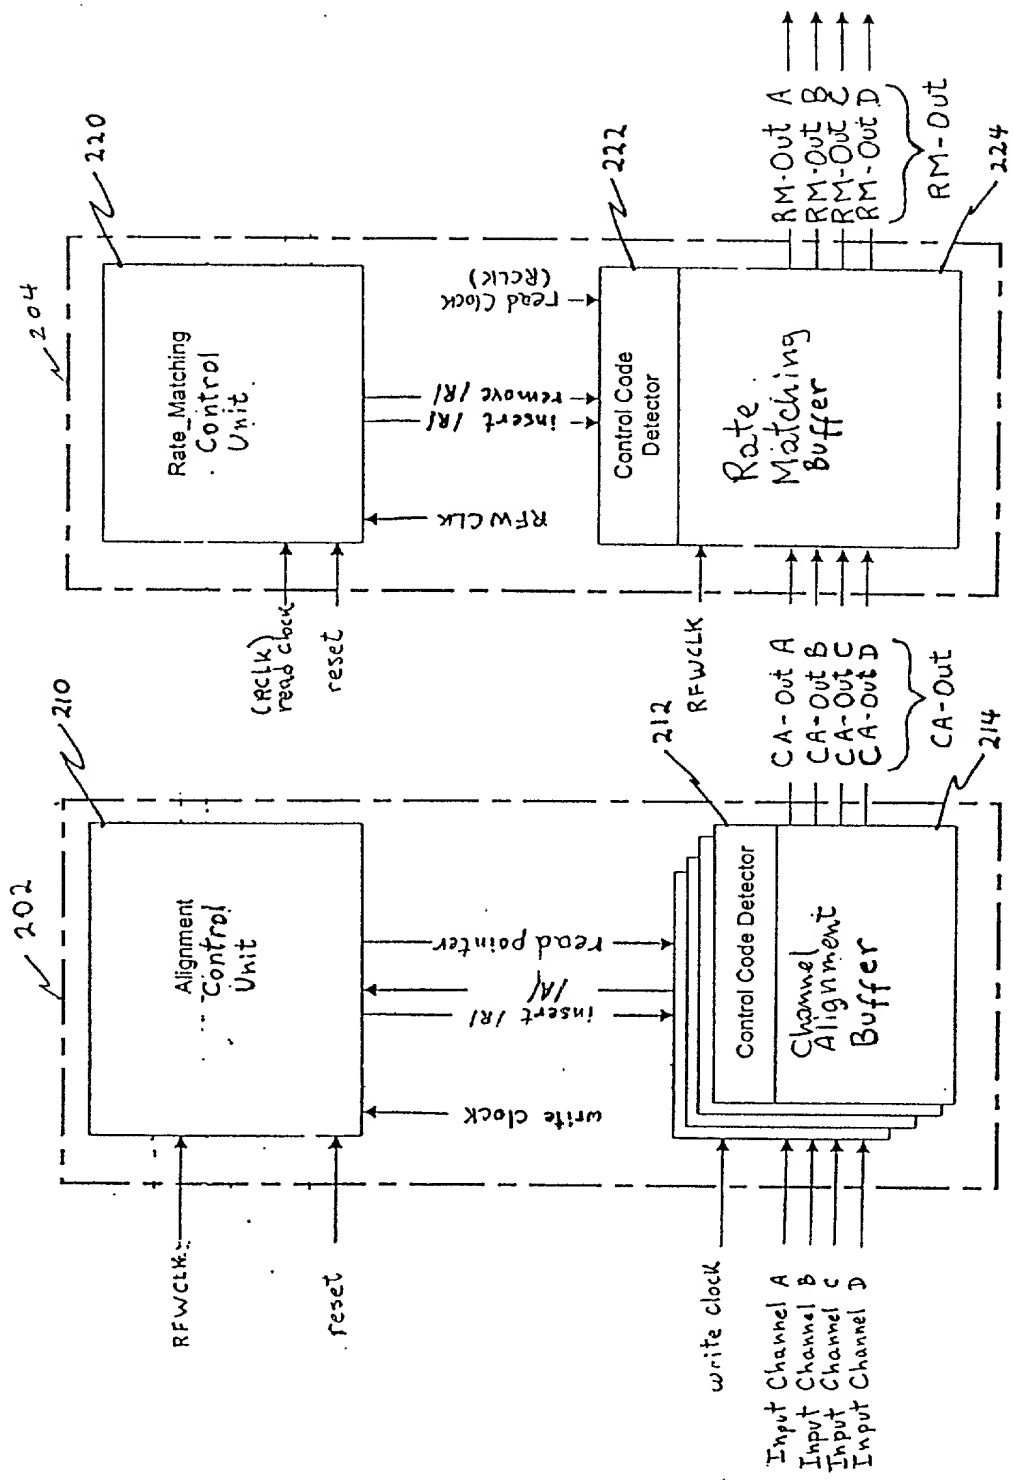 202
210
Alignment
Control
Unit
RFWCLK
reset
write clock
insert /R/
/A/
read pointer
212
Control Code Detector
Channel
Alignment
Buffer
214
write clock
Input Channel A
Input Channel B
Input Channel C
Input Channel D
CA-Out A
CA-Out B
CA-Out C
CA-Out D
CA-Out
204
220
Rate_Matching
Control
Unit
(RCLK)
read clock
reset
RFWCLK
insert /R/
remove /R/
read Clock
(RCLK)
222
Control Code
Detector
RFWCLK
Rate
Matching
Buffer
224
RM-Out A
RM-Out B
RM-Out C
RM-Out D
RM-Out